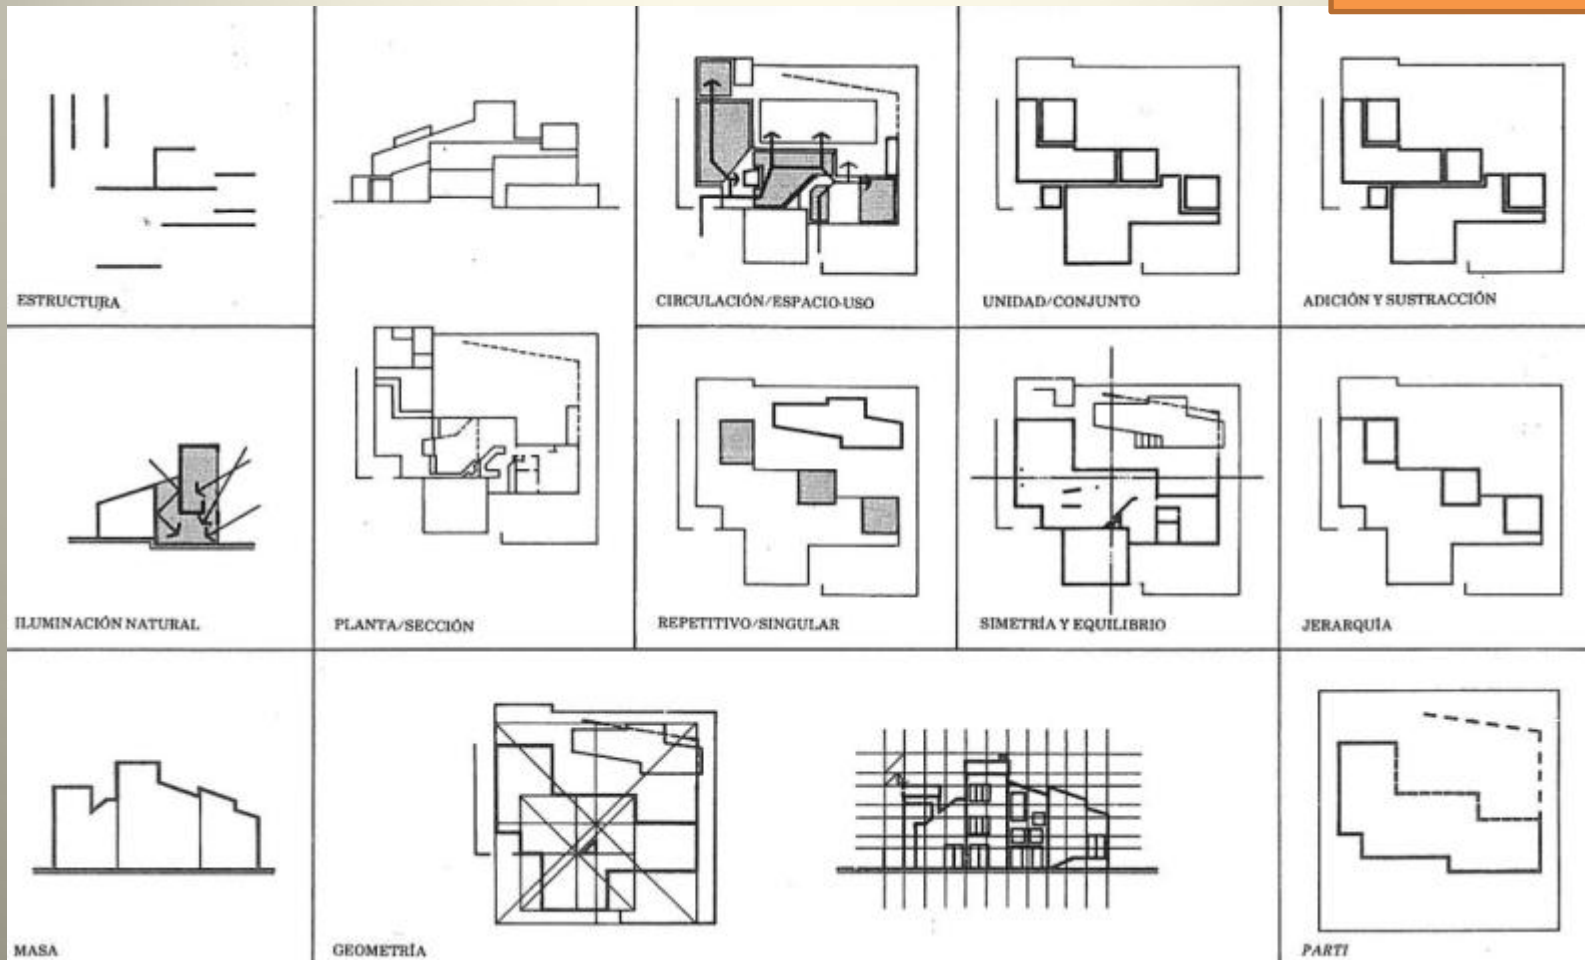 ESTRUCTURA
CIRCULACIÓN/ESPACIO-USO
UNIDAD/CONJUNTO
ADICIÓN Y SUSTRACCIÓN
ILUMINACIÓN NATURAL
PLANTA/SECCIÓN
REPETITIVO/SINGULAR
SIMETRÍA Y EQUILIBRIO
JERARQUÍA
MASA
GEOMETRÍA
PARTI